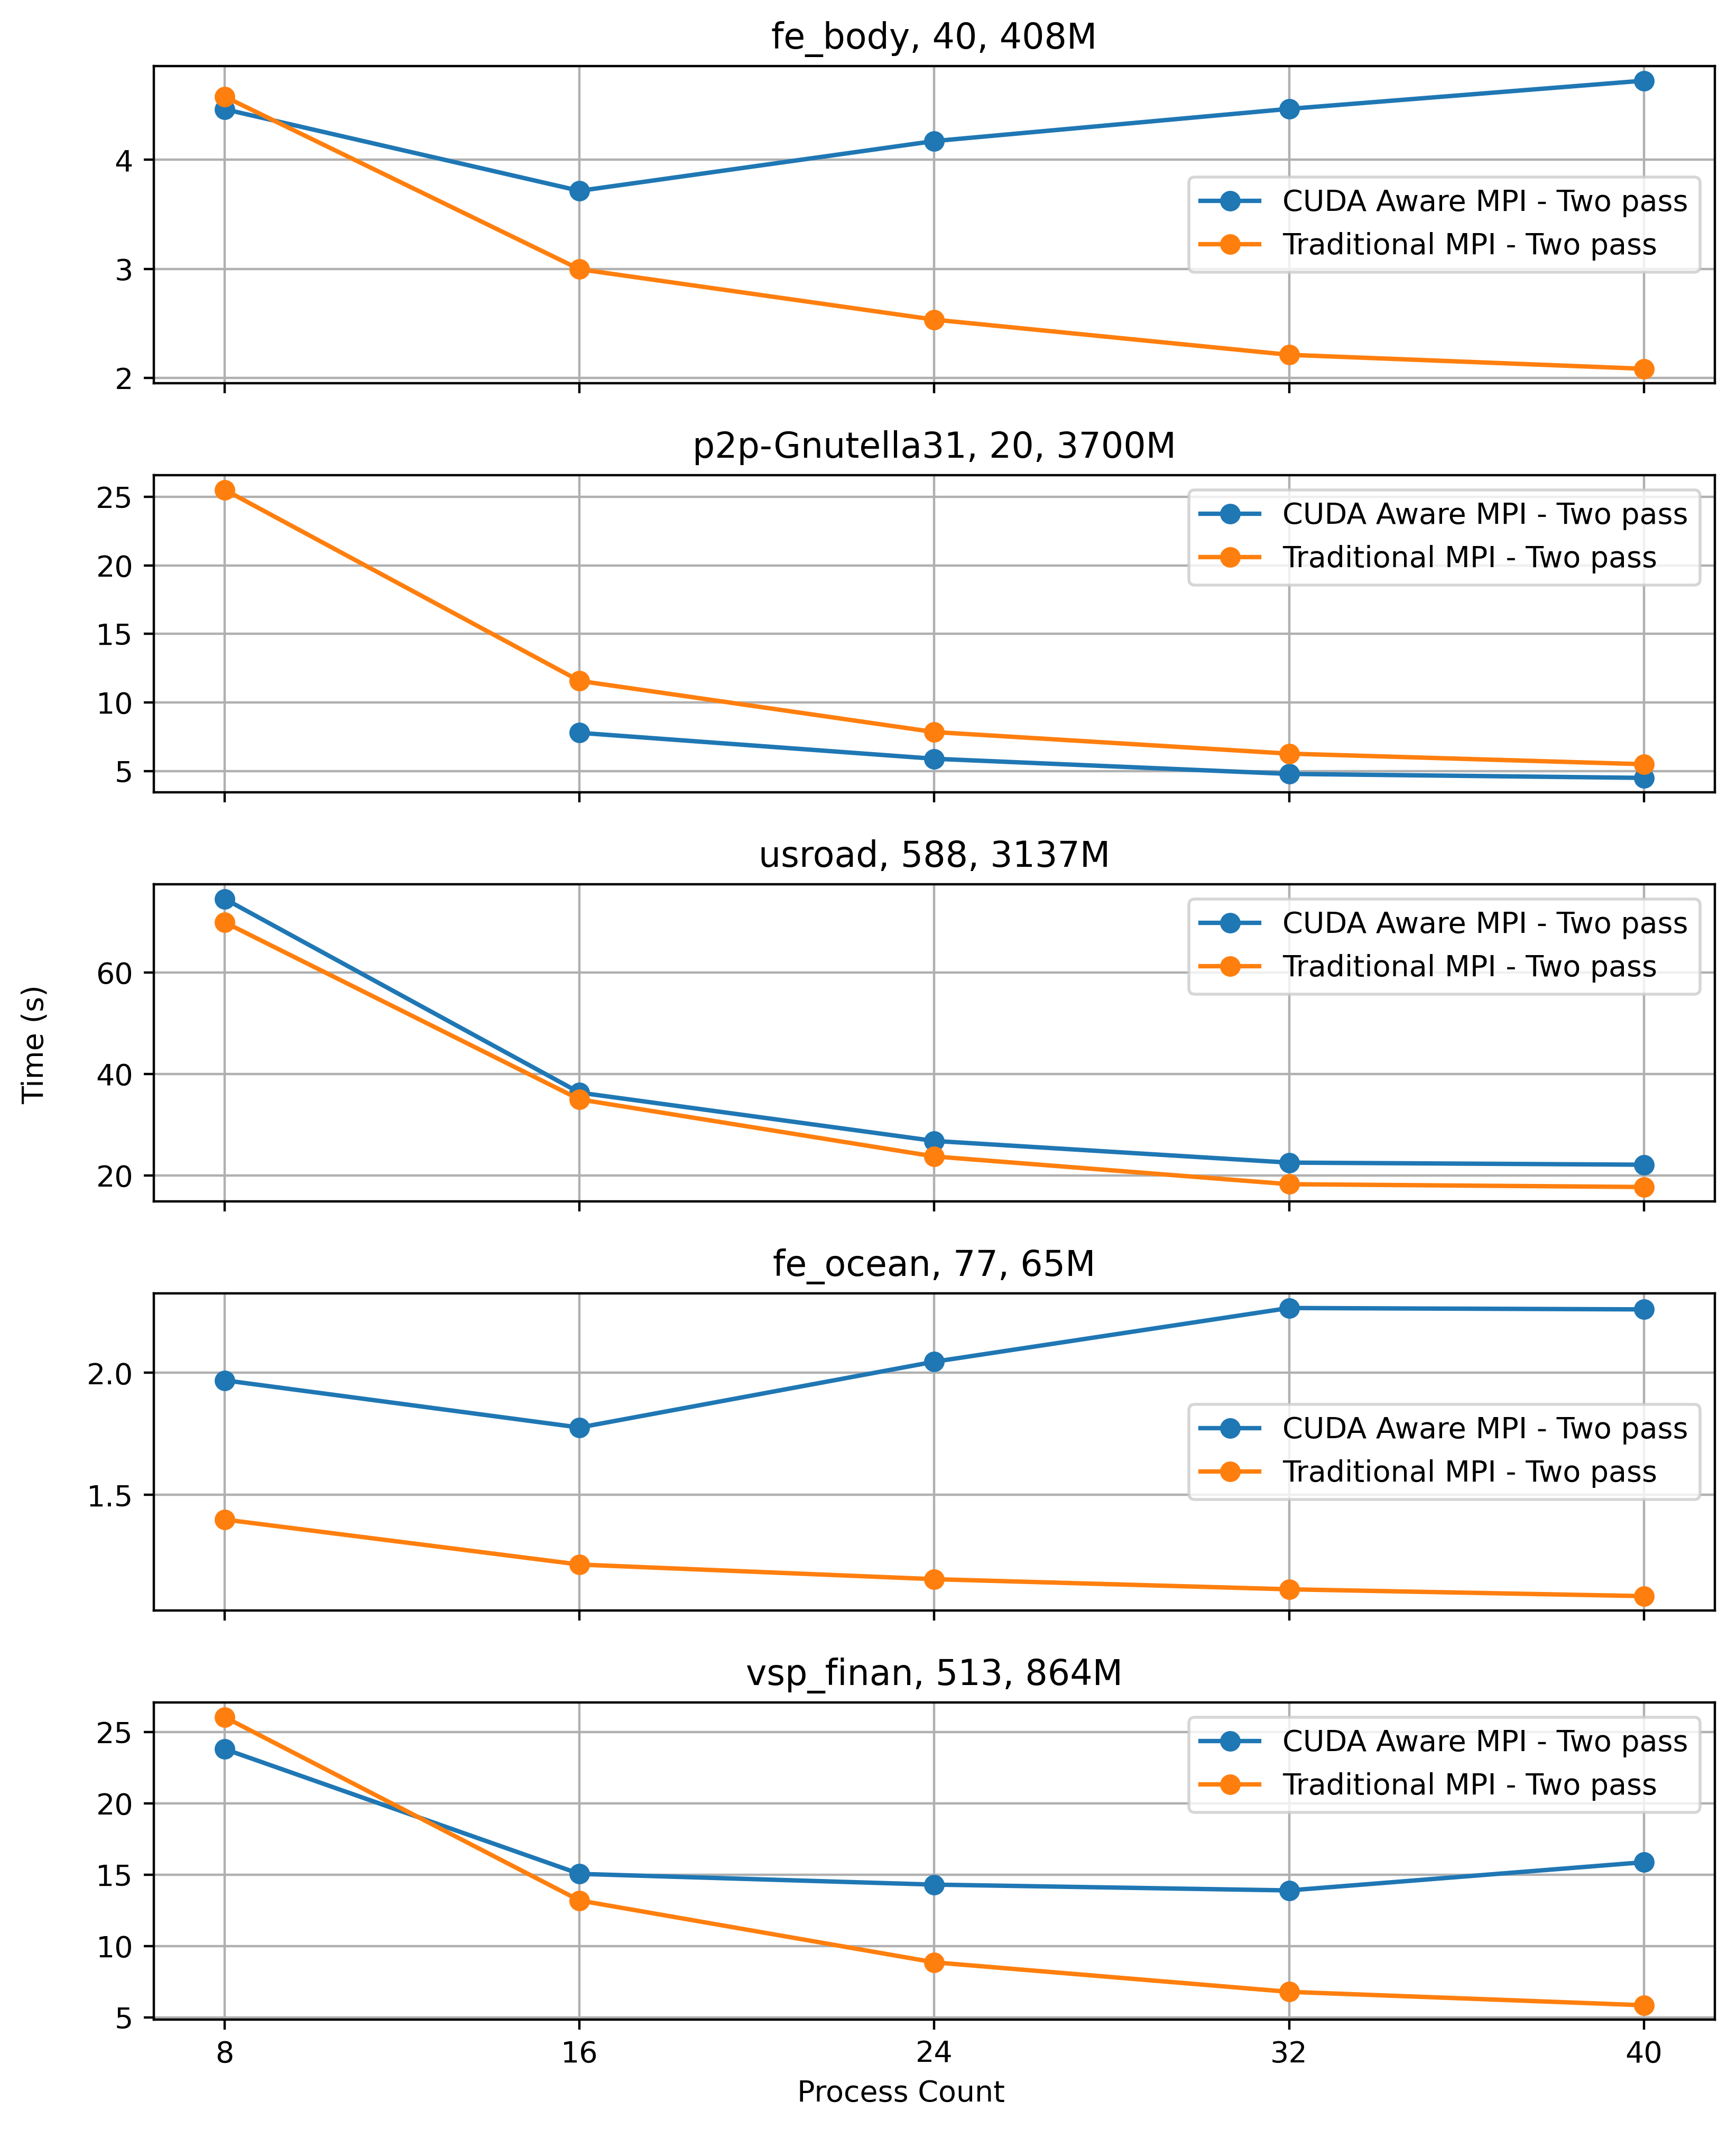 fe_body, 40, 408M
4
3
2
CUDA Aware MPI - Two pass
Traditional MPI - Two pass
p2p-Gnutella31, 20, 3700M
25
20
15
10
5
CUDA Aware MPI - Two pass
Traditional MPI - Two pass
usroad, 588, 3137M
60
40
20
CUDA Aware MPI - Two pass
Traditional MPI - Two pass
Time (s)
fe_ocean, 77, 65M
2.0
1.5
CUDA Aware MPI - Two pass
Traditional MPI - Two pass
vsp_finan, 513, 864M
25
20
15
10
5
CUDA Aware MPI - Two pass
Traditional MPI - Two pass
8 16 24 32 40
Process Count